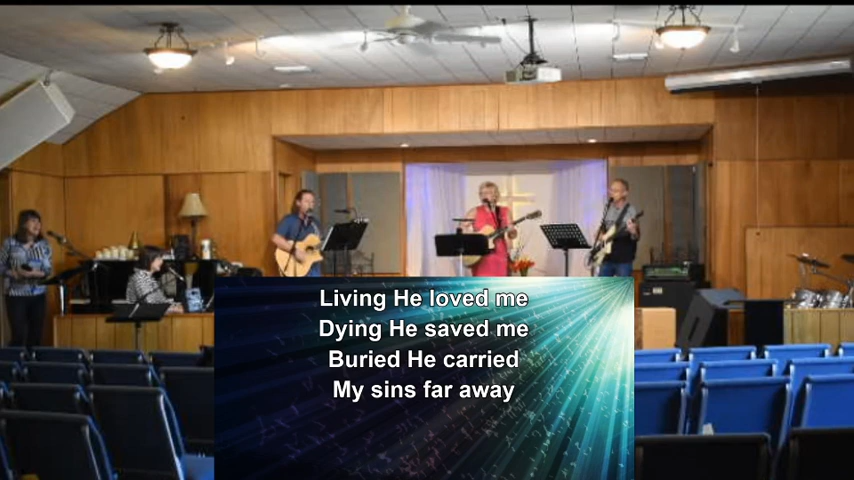 Living He loved me
Dying He saved me
Buried He carried
My sins far away